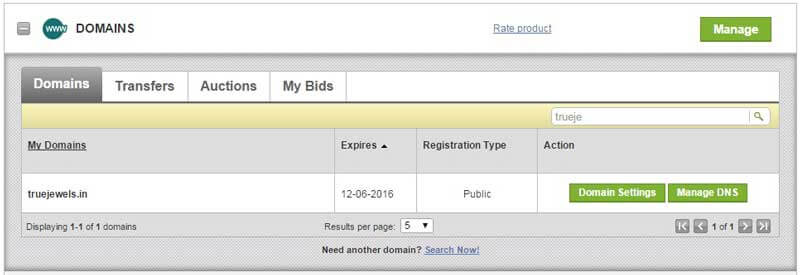 www DOMAINS Rate product Manage
Domains Transfers Auctions My Bids
trueje
My Domains Expires Registration Type Action
truejewels.in 12-06-2016 Public Domain Settings Manage DNS
Displaying 1-1 of 1 domains Results per page: 5 1 of 1
Need another domain? Search Now!